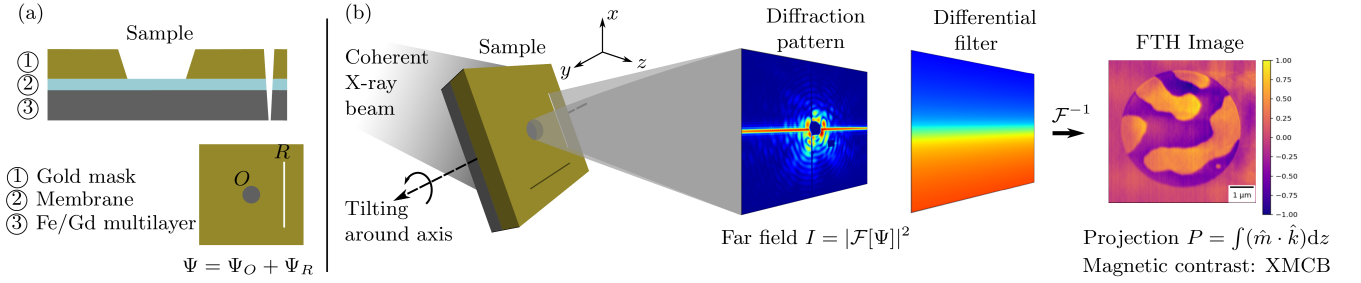 (a)
Sample
1
2
3
R
O
1 Gold mask
2 Membrane
3 Fe/Gd multilayer
Ψ = Ψ_O + Ψ_R
(b)
Coherent
X-ray
beam
Sample
x
y
z
Tilting
around axis
Diffraction
pattern
Far field I = |ℱ[Ψ]|²
Differential
filter
ℱ⁻¹
FTH Image
1.00
0.75
0.50
0.25
0.00
−0.25
−0.50
−0.75
−1.00
1 μm
Projection P = ∫(m̂ · k̂)dz
Magnetic contrast: XMCB